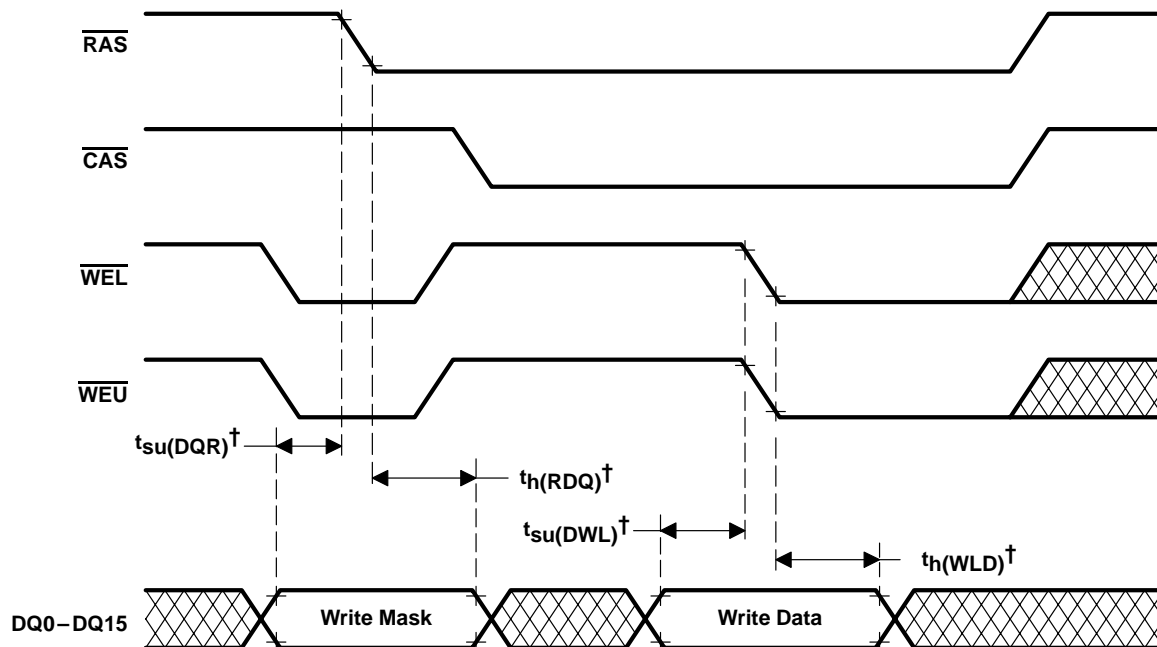 RAS
CAS
WEL
WEU
tsu(DQR)†
th(RDQ)†
tsu(DWL)†
th(WLD)†
DQ0–DQ15
Write Mask
Write Data